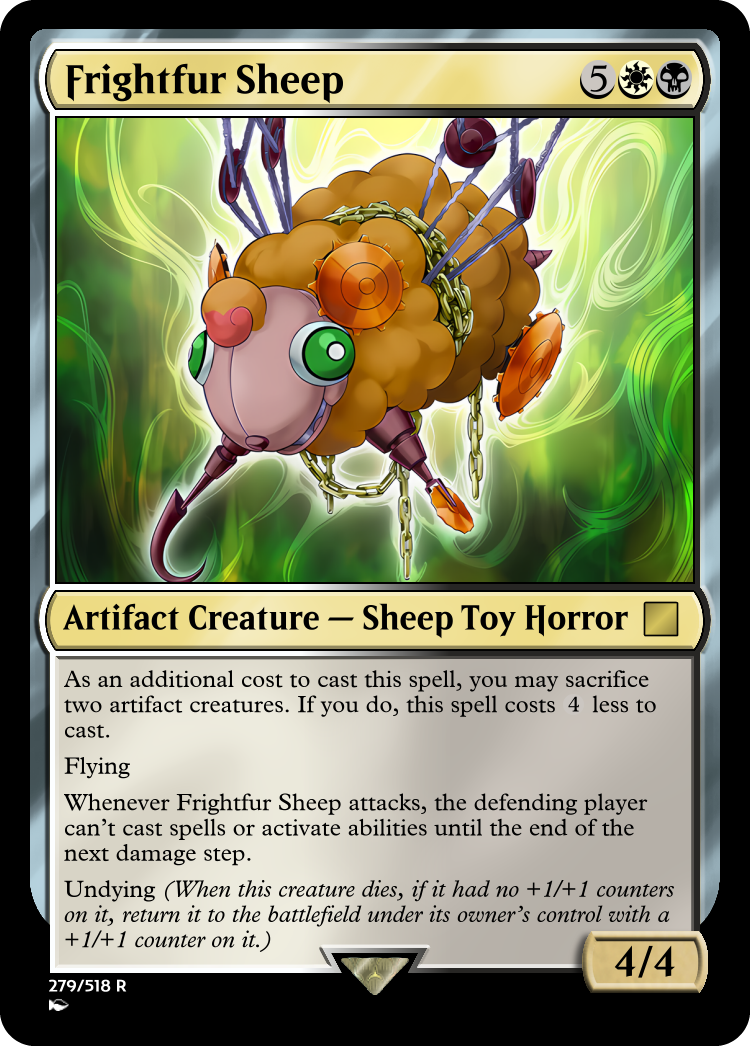 Frightfur Sheep 5
Artifact Creature — Sheep Toy Horror
As an additional cost to cast this spell, you may sacrifice
two artifact creatures. If you do, this spell costs 4 less to
cast.
Flying
Whenever Frightfur Sheep attacks, the defending player
can't cast spells or activate abilities until the end of the
next damage step.
Undying (When this creature dies, if it had no +1/+1 counters
on it, return it to the battlefield under its owner's control with a
+1/+1 counter on it.)
4/4
279/518 R